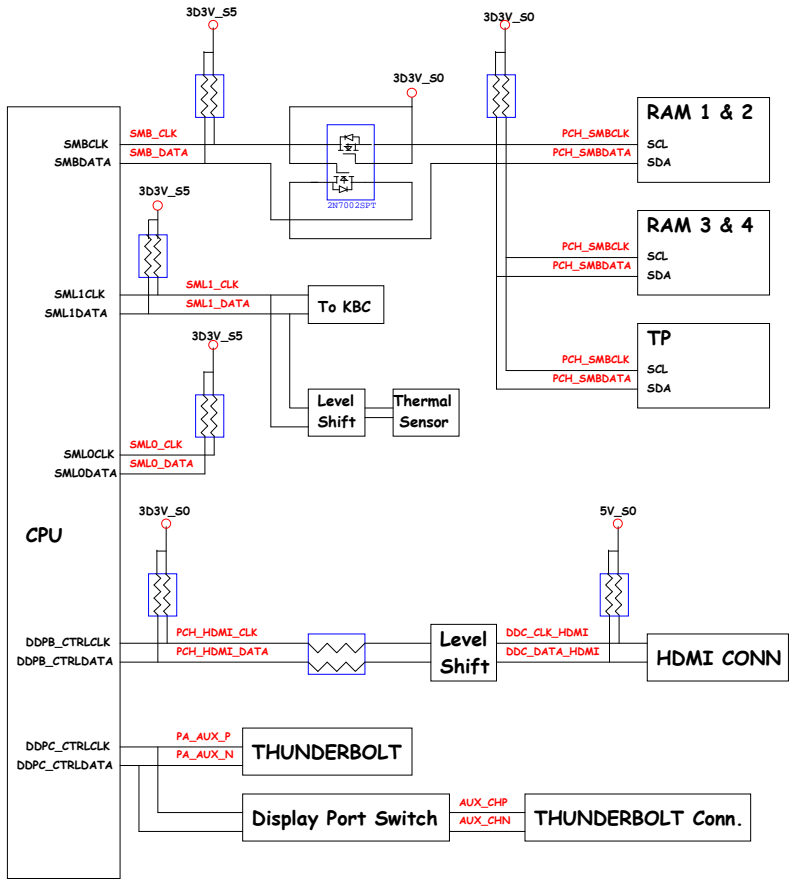 3D3V_S5
3D3V_S0
3D3V_S0
RAM 1 & 2
SMBCLK
SMB_CLK
PCH_SMBCLK
SCL
SMBDATA
SMB_DATA
PCH_SMBDATA
SDA
2N7002SPT
3D3V_S5
RAM 3 & 4
PCH_SMBCLK
SCL
PCH_SMBDATA
SDA
SML1CLK
SML1_CLK
SML1DATA
SML1_DATA
To KBC
3D3V_S5
TP
PCH_SMBCLK
SCL
PCH_SMBDATA
SDA
Level
Shift
Thermal
Sensor
SML0CLK
SML0_CLK
SML0DATA
SML0_DATA
3D3V_S0
5V_S0
CPU
DDPB_CTRLCLK
PCH_HDMI_CLK
DDPB_CTRLDATA
PCH_HDMI_DATA
Level
Shift
DDC_CLK_HDMI
DDC_DATA_HDMI
HDMI CONN
DDPC_CTRLCLK
PA_AUX_P
DDPC_CTRLDATA
PA_AUX_N
THUNDERBOLT
Display Port Switch
AUX_CHP
AUX_CHN
THUNDERBOLT Conn.